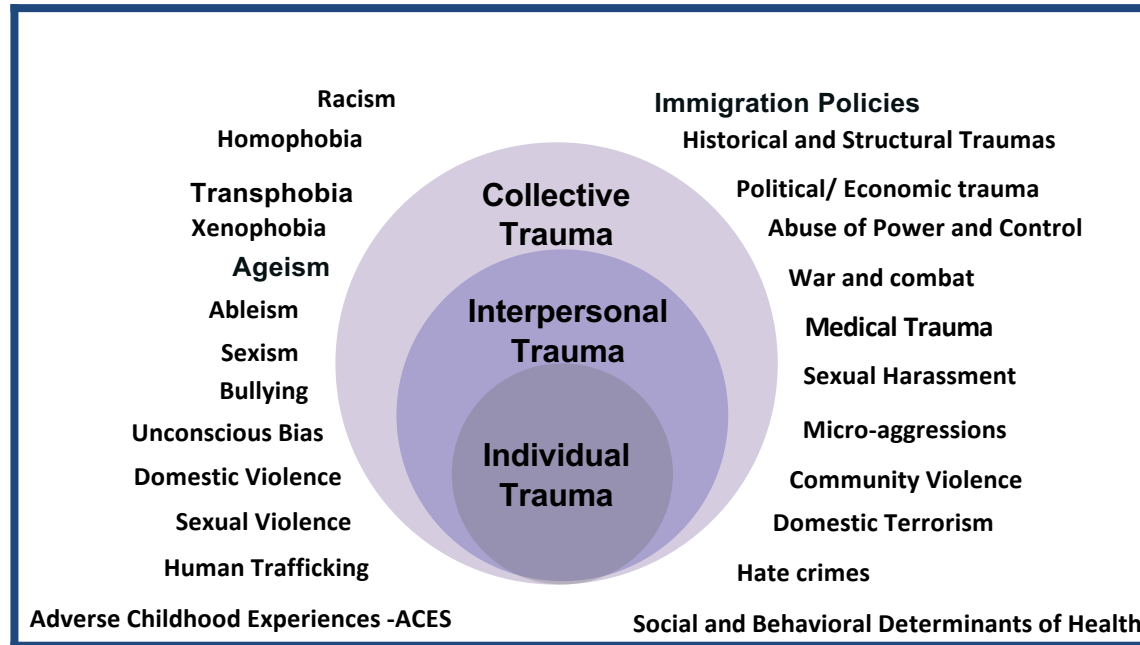 Racism
Homophobia
Transphobia
Xenophobia
Ageism
Ableism
Sexism
Bullying
Unconscious Bias
Domestic Violence
Sexual Violence
Human Trafficking
Adverse Childhood Experiences -ACES
Collective
Trauma
Interpersonal
Trauma
Individual
Trauma
Immigration Policies
Historical and Structural Traumas
Political/ Economic trauma
Abuse of Power and Control
War and combat
Medical Trauma
Sexual Harassment
Micro-aggressions
Community Violence
Domestic Terrorism
Hate crimes
Social and Behavioral Determinants of Health